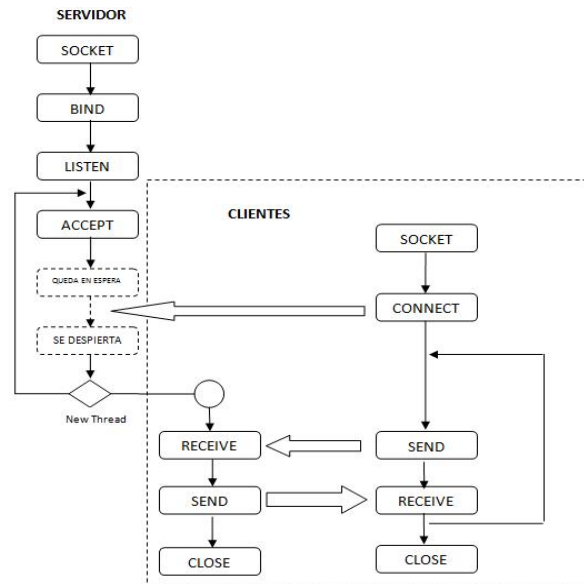 SERVIDOR
SOCKET
BIND
LISTEN
ACCEPT
QUEDA EN ESPERA
SE DESPIERTA
New Thread
CLIENTES
SOCKET
CONNECT
RECEIVE
SEND
SEND
RECEIVE
CLOSE
CLOSE